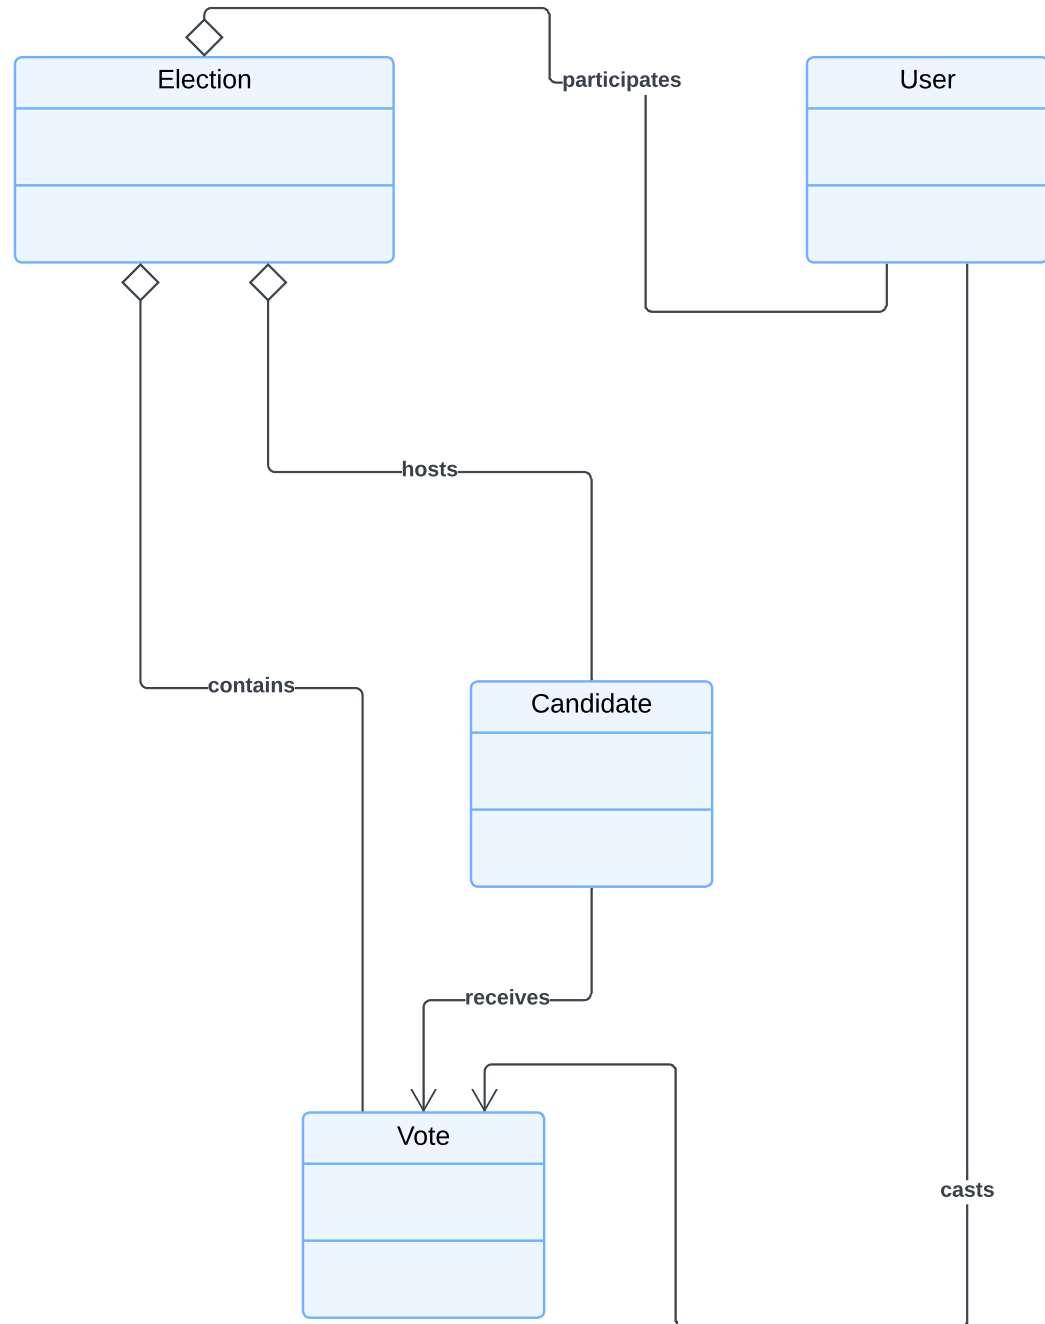 Election
participates
User
hosts
contains
Candidate
receives
Vote
casts